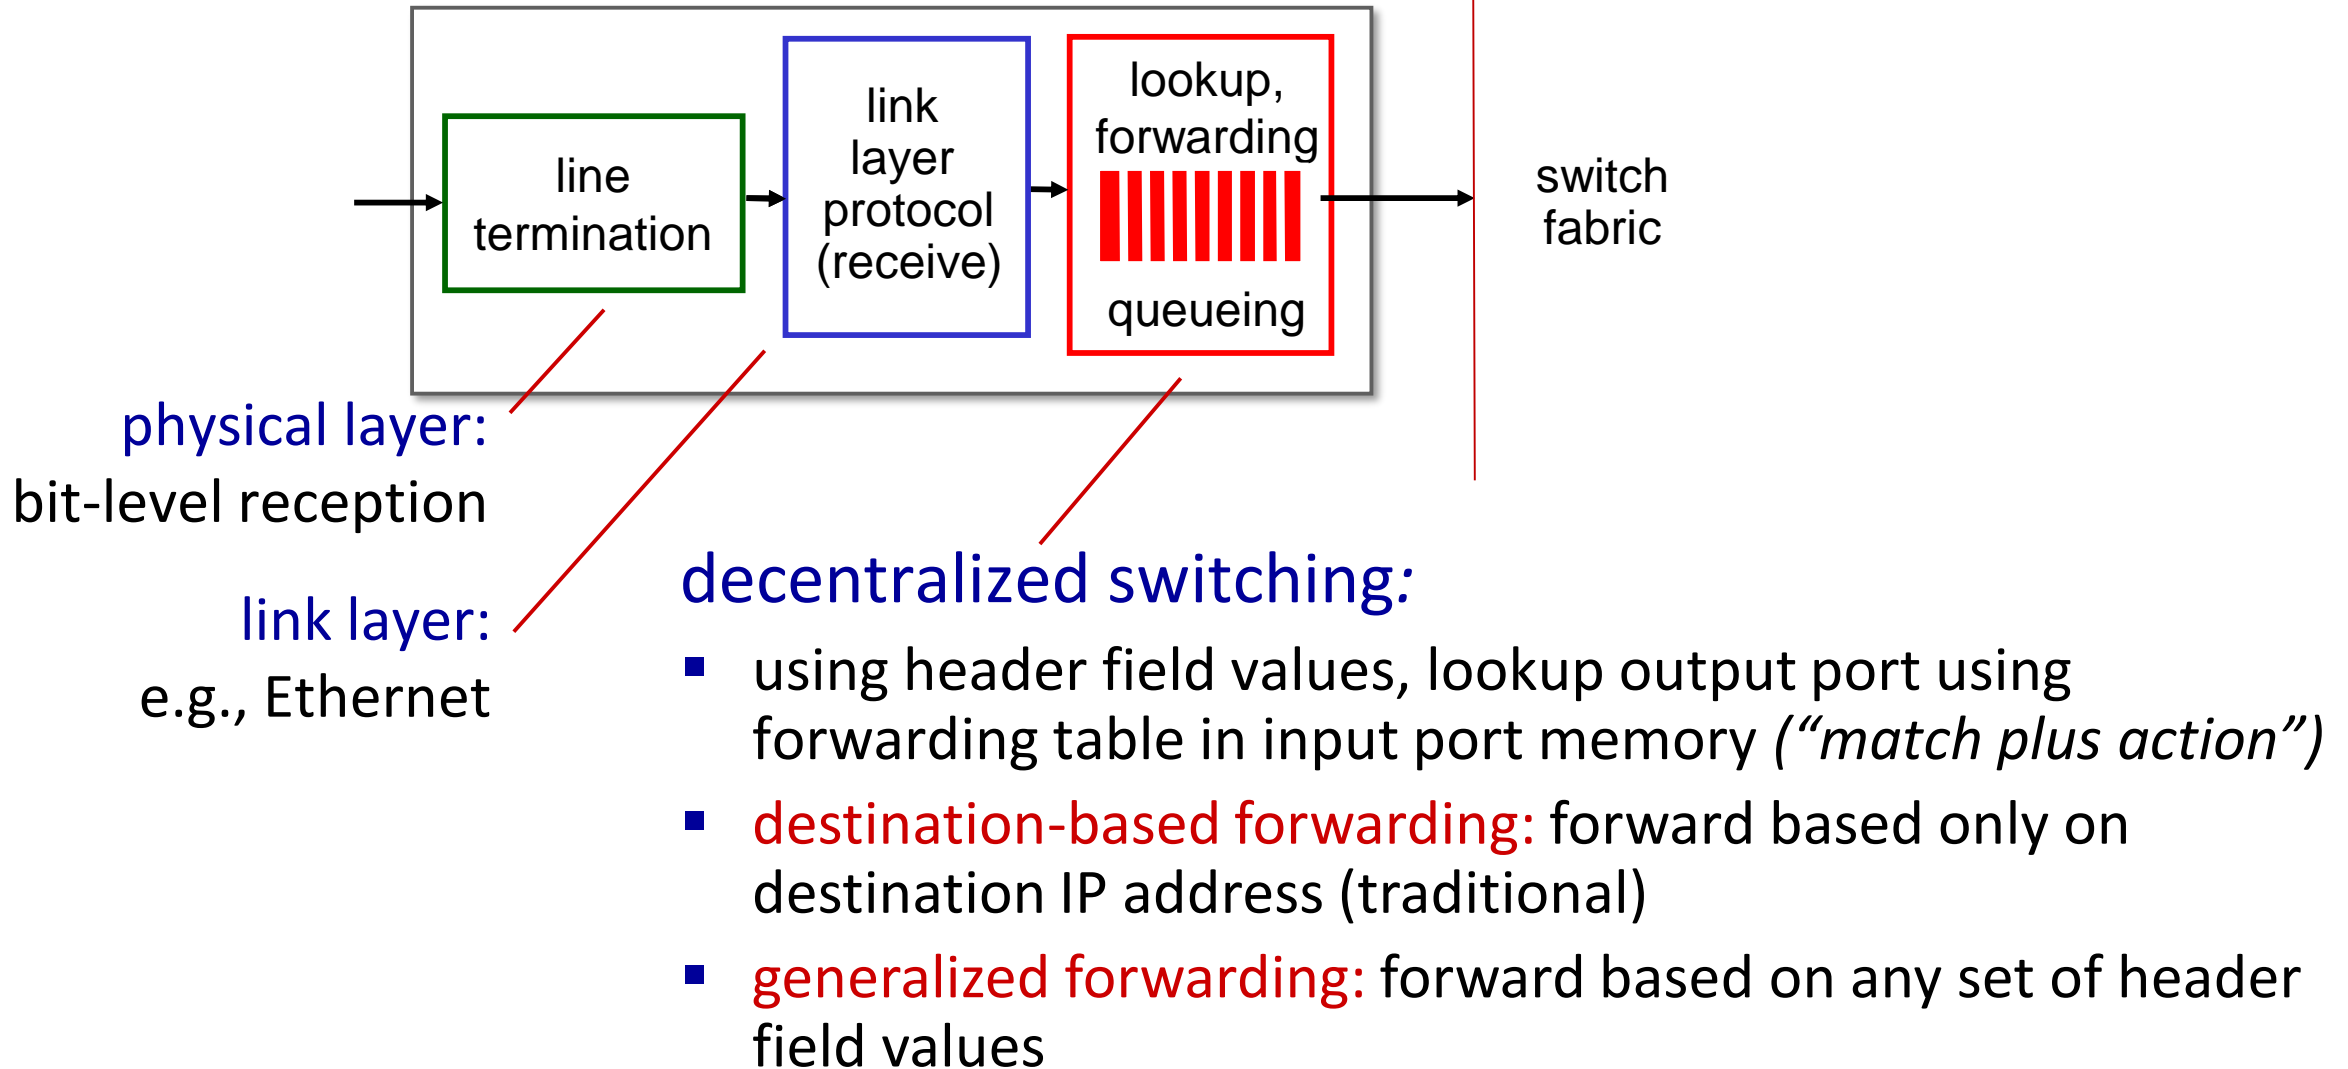 line
termination
link
layer
protocol
(receive)
lookup,
forwarding
queueing
switch
fabric
physical layer:
bit-level reception
link layer:
e.g., Ethernet
decentralized switching:
▪ using header field values, lookup output port using
forwarding table in input port memory (“match plus action”)
▪ destination-based forwarding: forward based only on
destination IP address (traditional)
▪ generalized forwarding: forward based on any set of header
field values